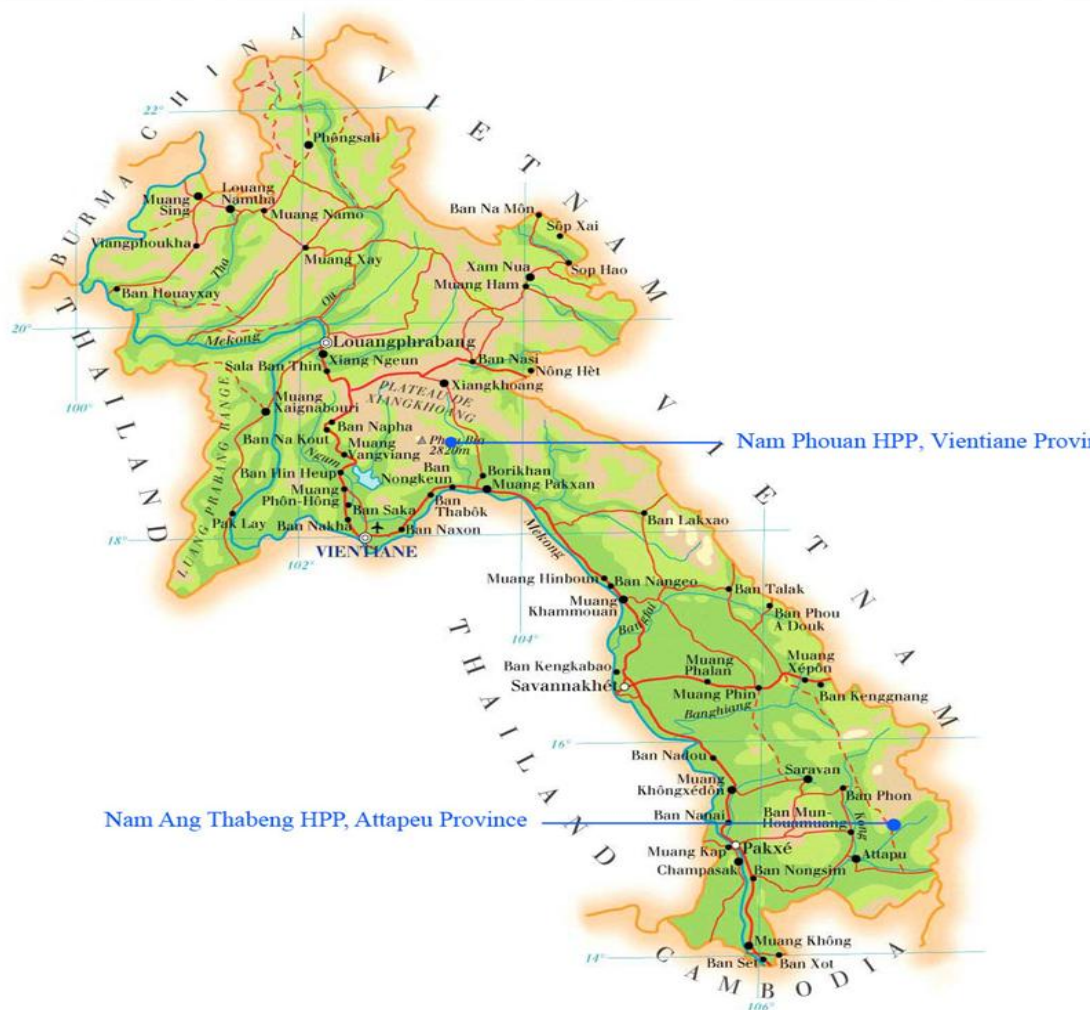 CHINA
VIETNAM
BURMA
22°
Phôngsali
Louang
Namtha
Muang
Sing
Muang Namo
Ban Na Môn
Sôp Xai
Viangphoukha
Muang Xay
Tha
Xam Nua
Sop Hao
Muang Ham
Ban Houayxay
Ou
20°
Mekong
Louangphrabang
THAILAND
Xiang Ngeun
Sala Ban Thin
Ban Nasi
Nông Hèt
Xiangkhoang
PLATEAU DE
XIANGKHOANG
100°
Muang
Xaignabouri
LUANG PRABANG RANGE
Ban Napha
Ban Na Kout
Phou Bia
2820m
Nam Phouan HPP, Vientiane Provi
Muang
Vangviang
Ngum
Ban Hin Heup
Ban
Nongkeun
Borikhan
Muang
Phôn-Hông
Muang Pakxan
Ban
Thabôk
Ban Saka
Pak Lay
Ban Nakha
Ban Naxon
Ban Lakxao
18°
102°
VIENTIANE
Mekong
VIETNAM
Muang Hinboun
Ban Nangeo
Ban Talak
Muang
Khammouan
Ban Phou
A Douk
Bangfai
104°
THAILAND
Ban Kengkabao
Muang
Phalan
Muang
Xépôn
Savannakhét
Muang Phin
Ban Kenggnang
Banghiang
16°
Ban Nadou
Saravan
Muang
Khôngxédôn
Ban Phon
Nam Ang Thabeng HPP, Attapeu Province
Ban Nanai
Ban Mun-
Houamuang
Kong
Muang Kap
Pakxé
Attapu
Champasak
Ban Nongsim
Muang Không
14°
Ban Set
Ban Xot
CAMBODIA
106°